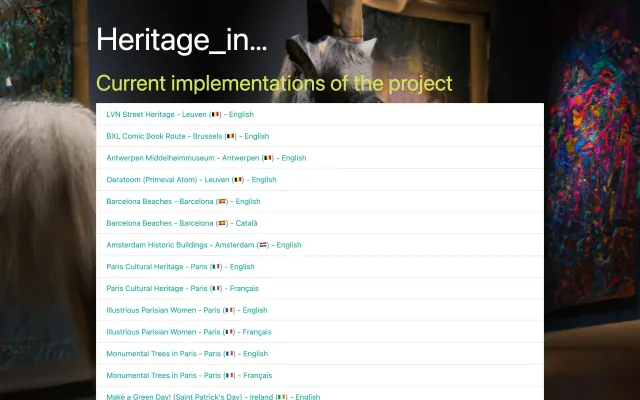 Heritage_in...
Current implementations of the project
LVN Street Heritage - Leuven (🇧🇪) - English
BXL Comic Book Route - Brussels (🇧🇪) - English
Antwerpen Middelheimmuseum - Antwerpen (🇧🇪) - English
Oeratoom (Primeval Atom) - Leuven (🇧🇪) - English
Barcelona Beaches - Barcelona (🇪🇸) - English
Barcelona Beaches - Barcelona (🇪🇸) - Català
Amsterdam Historic Buildings - Amsterdam (🇳🇱) - English
Paris Cultural Heritage - Paris (🇫🇷) - English
Paris Cultural Heritage - Paris (🇫🇷) - Français
Illustrious Parisian Women - Paris (🇫🇷) - English
Illustrious Parisian Women - Paris (🇫🇷) - Français
Monumental Trees in Paris - Paris (🇫🇷) - English
Monumental Trees in Paris - Paris (🇫🇷) - Français
Make a Green Day! (Saint Patrick's Day) - Ireland (🇮🇪) - English